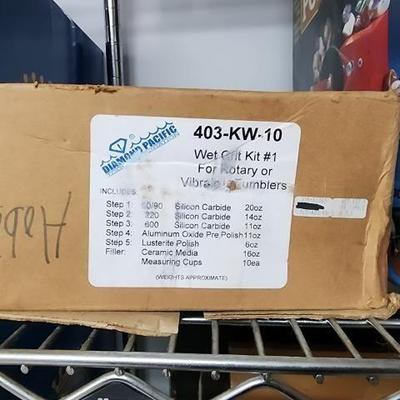 DIAMOND PACIFIC
403-KW-10
Wet Grit Kit #1
For Rotary or
Vibratory Tumblers
INCLUDES:
Step 1: 60/90 Silicon Carbide 20oz
Step 2: 220 Silicon Carbide 14oz
Step 3: 600 Silicon Carbide 11oz
Step 4: Aluminum Oxide Pre Polish 11oz
Step 5: Lusterite Polish 6oz
Filler: Ceramic Media 16oz
Measuring Cups 10ea
(WEIGHTS APPROXIMATE)